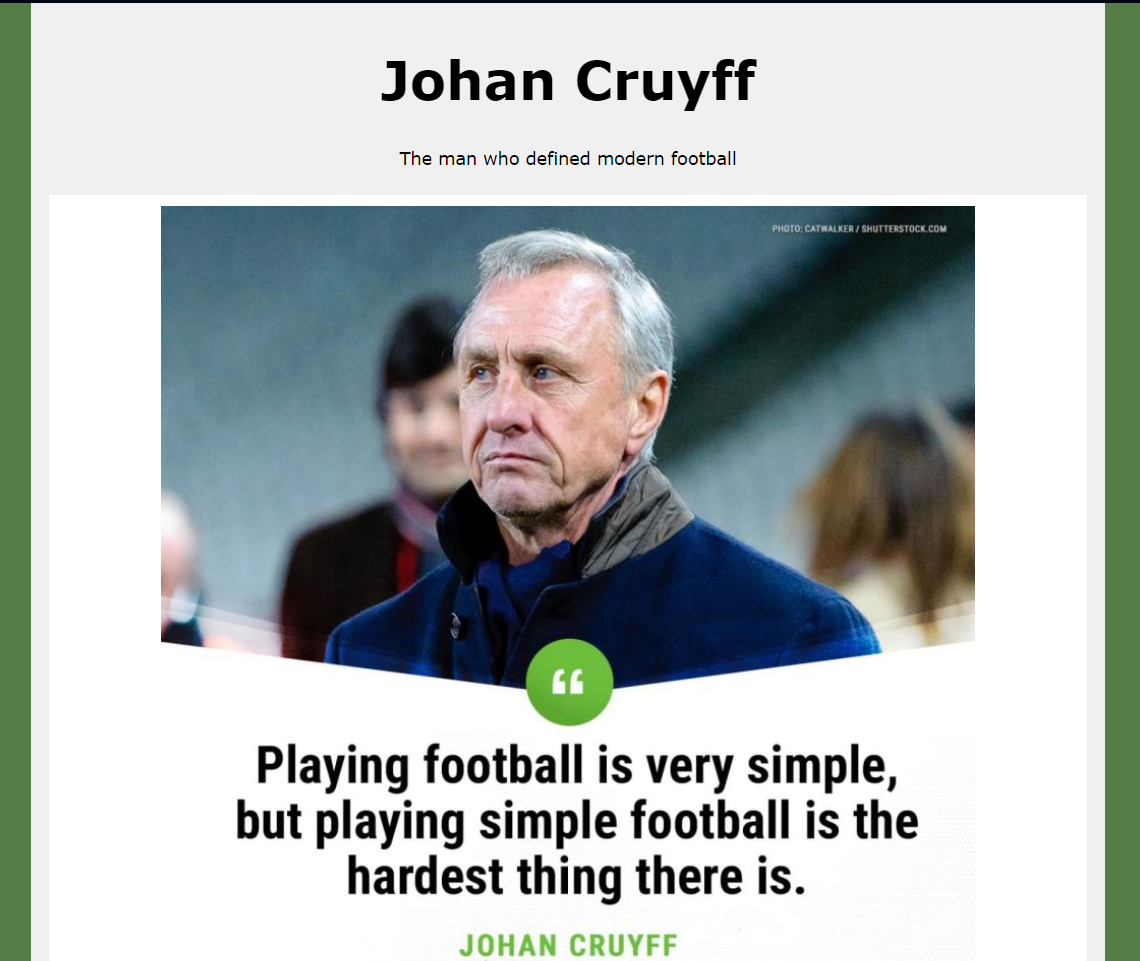 Johan Cruyff
The man who defined modern football
PHOTO: CATWALKER / SHUTTERSTOCK.COM
“
Playing football is very simple,
but playing simple football is the
hardest thing there is.
JOHAN CRUYFF